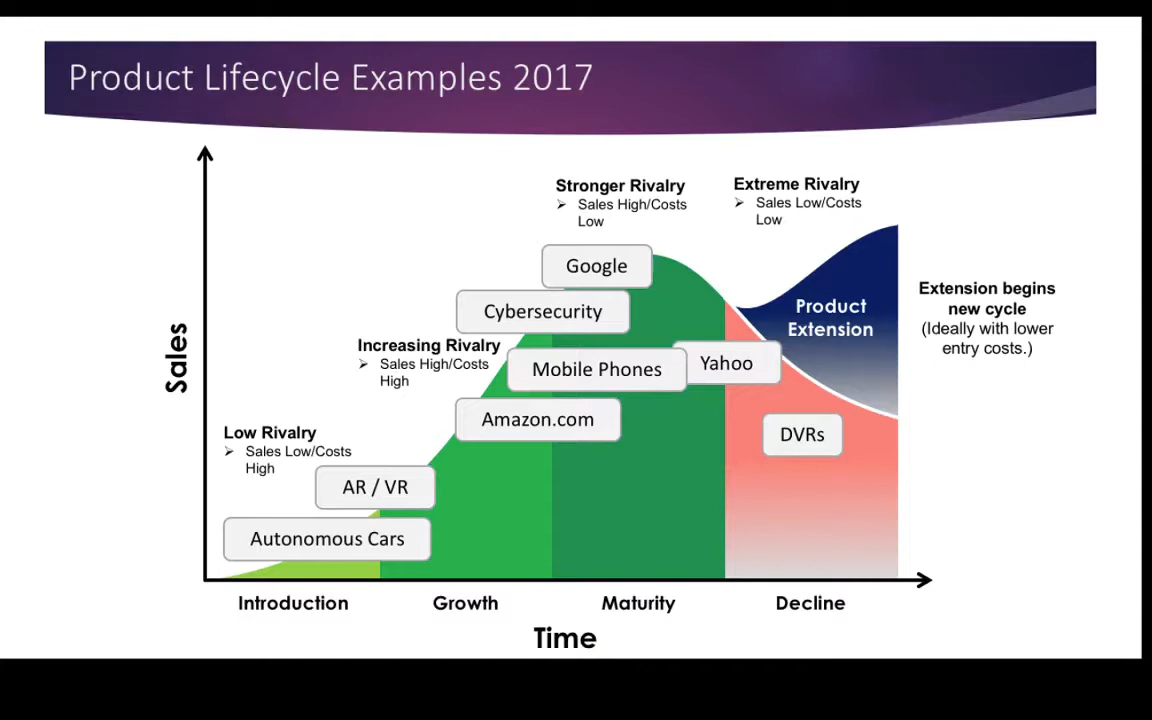 Product Lifecycle Examples 2017
Stronger Rivalry
➢ Sales High/Costs
Low
Extreme Rivalry
➢ Sales Low/Costs
Low
Google
Cybersecurity
Product
Extension
Extension begins
new cycle
(Ideally with lower
entry costs.)
Increasing Rivalry
➢ Sales High/Costs
High
Mobile Phones
Yahoo
Amazon.com
DVRs
Low Rivalry
➢ Sales Low/Costs
High
AR / VR
Autonomous Cars
Sales
Introduction
Growth
Maturity
Decline
Time